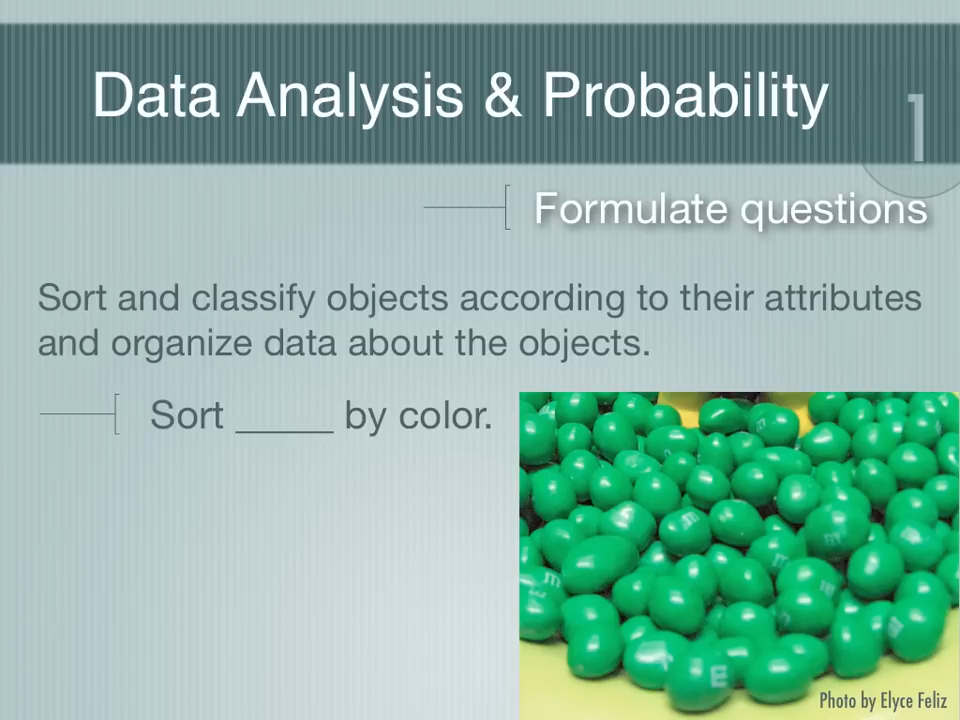 Data Analysis & Probability
1
Formulate questions
Sort and classify objects according to their attributes
and organize data about the objects.
Sort _____ by color.
m
m
m
m
m
E
Photo by Elyce Feliz